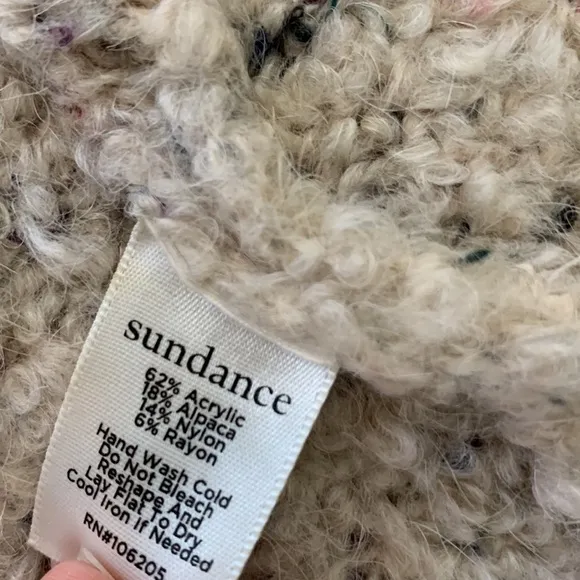 sundance
62% Acrylic
18% Alpaca
14% Nylon
6% Rayon
Hand Wash Cold
Do Not Bleach
Reshape And
Lay Flat To Dry
Cool Iron If Needed
RN#106205